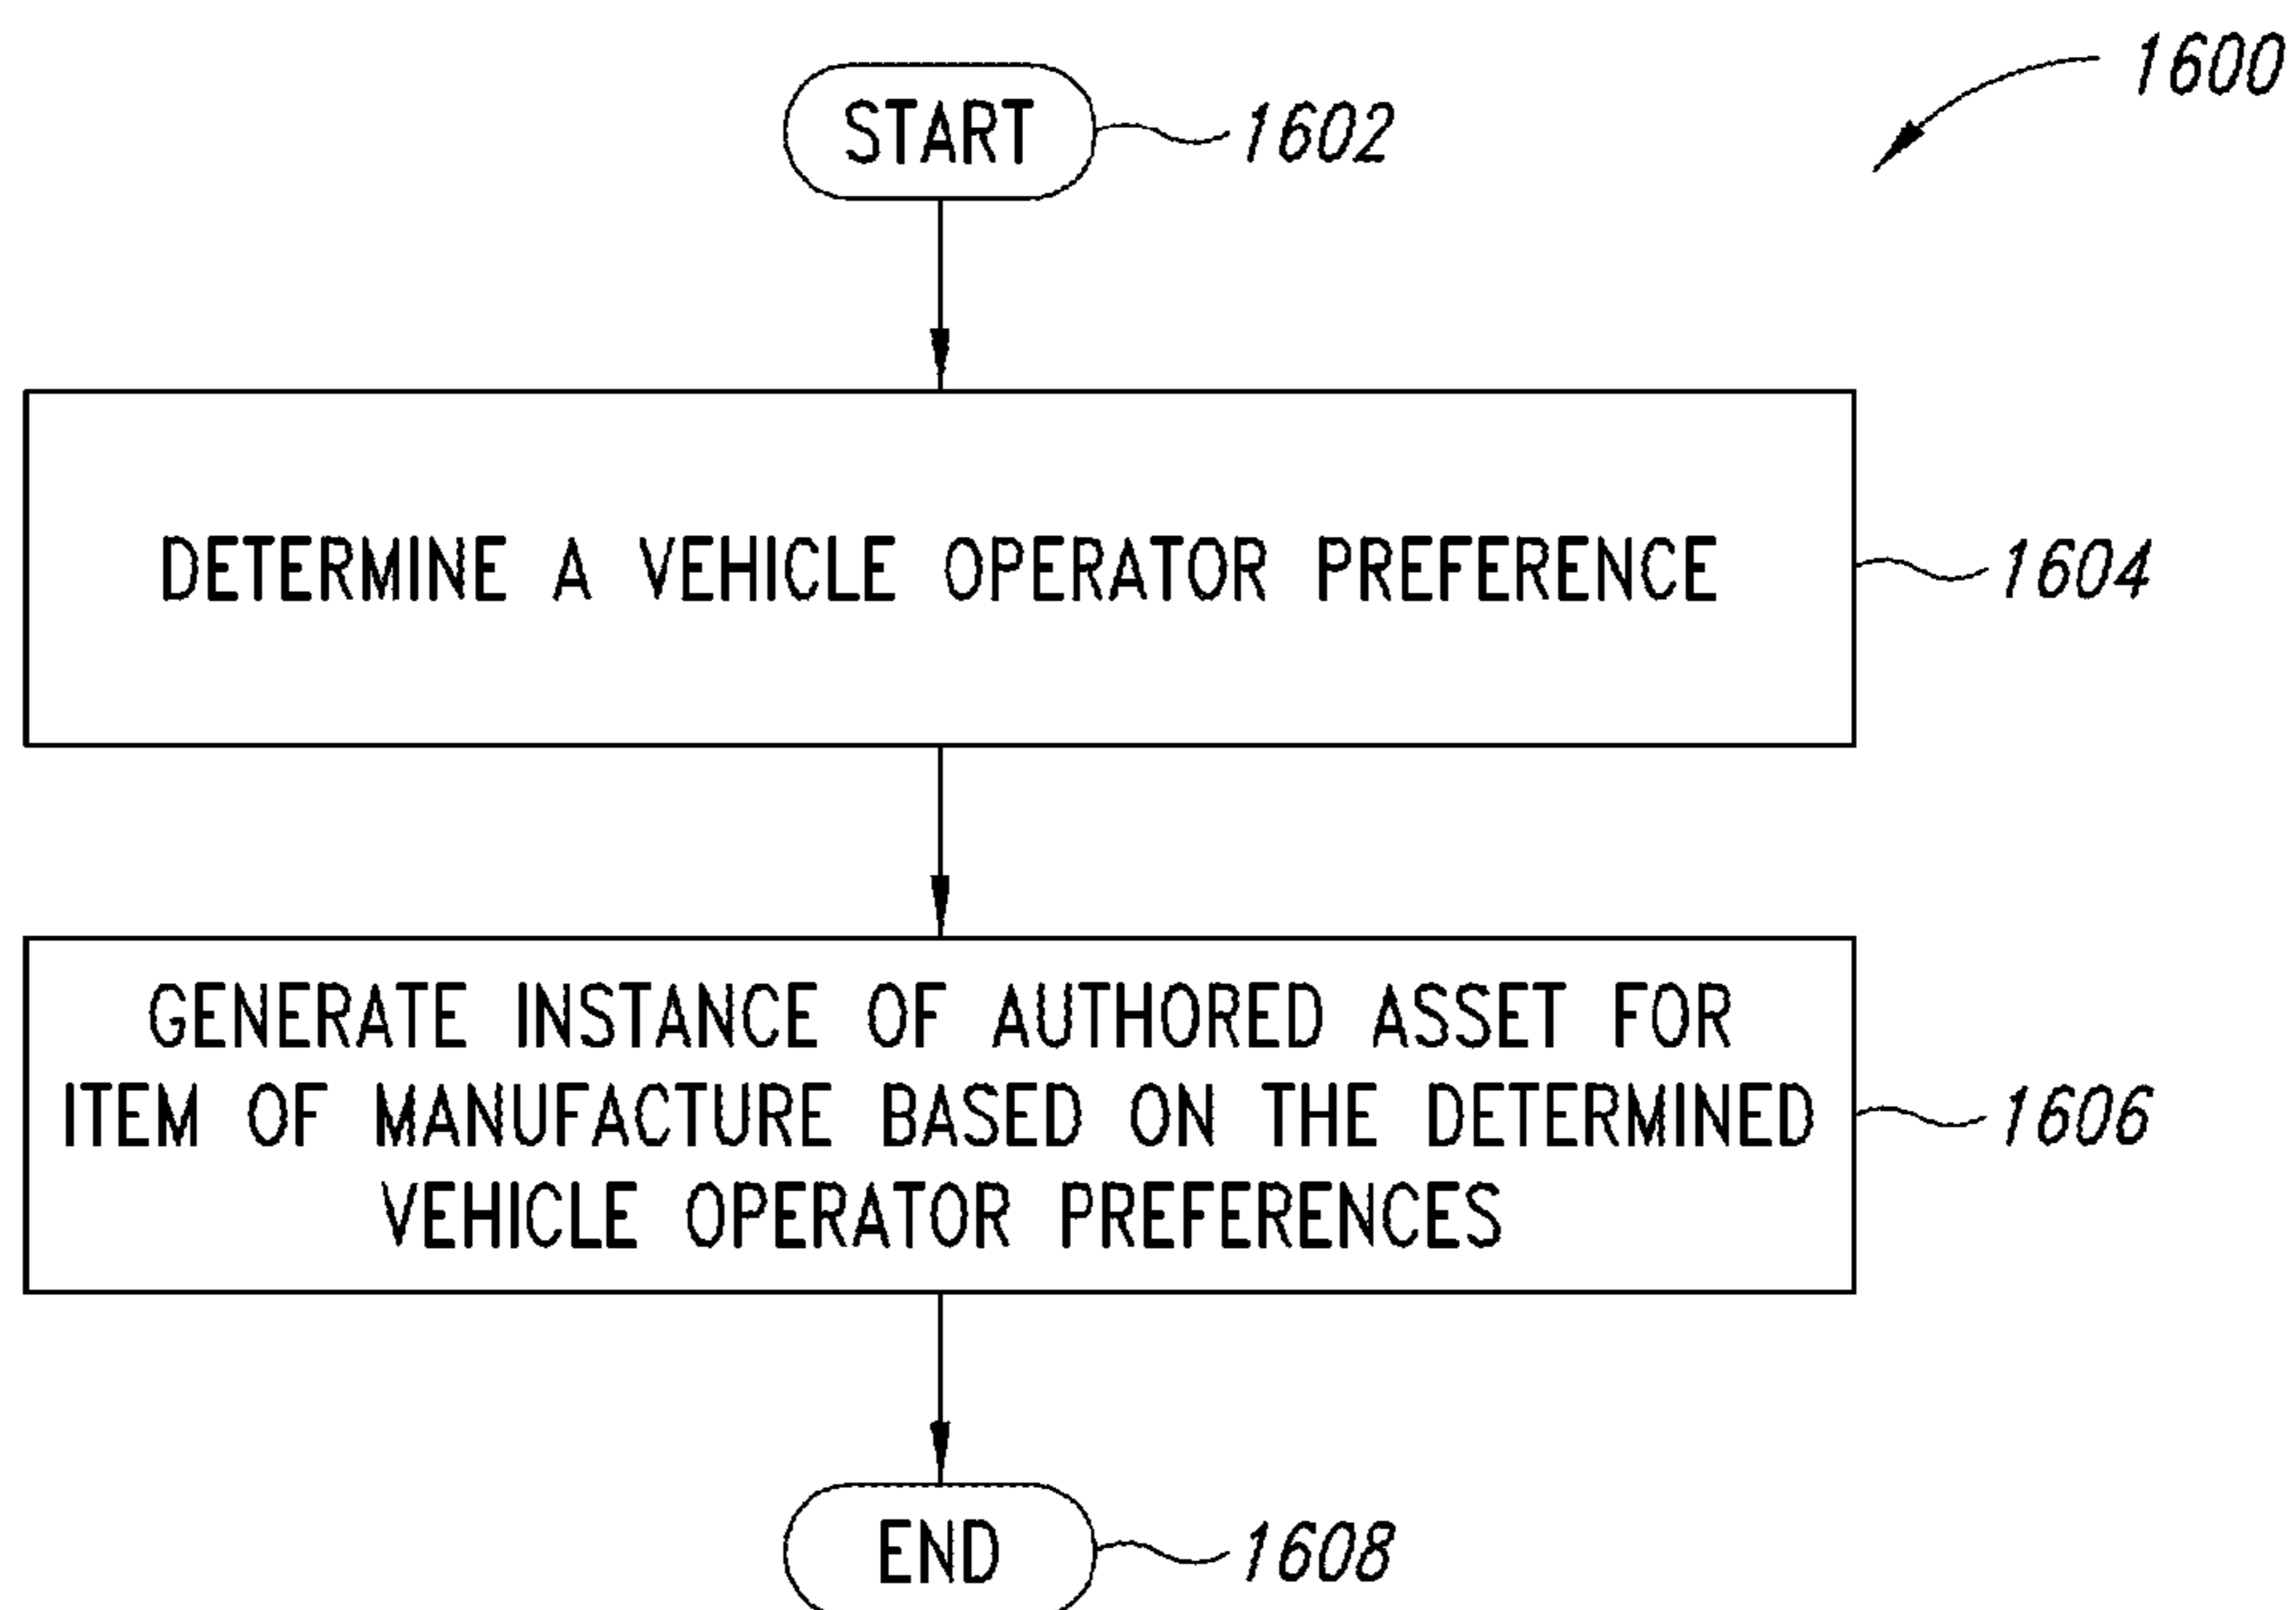 1600
START
1602
DETERMINE A VEHICLE OPERATOR PREFERENCE
1604
GENERATE INSTANCE OF AUTHORED ASSET FOR
ITEM OF MANUFACTURE BASED ON THE DETERMINED
VEHICLE OPERATOR PREFERENCES
1606
END
1608